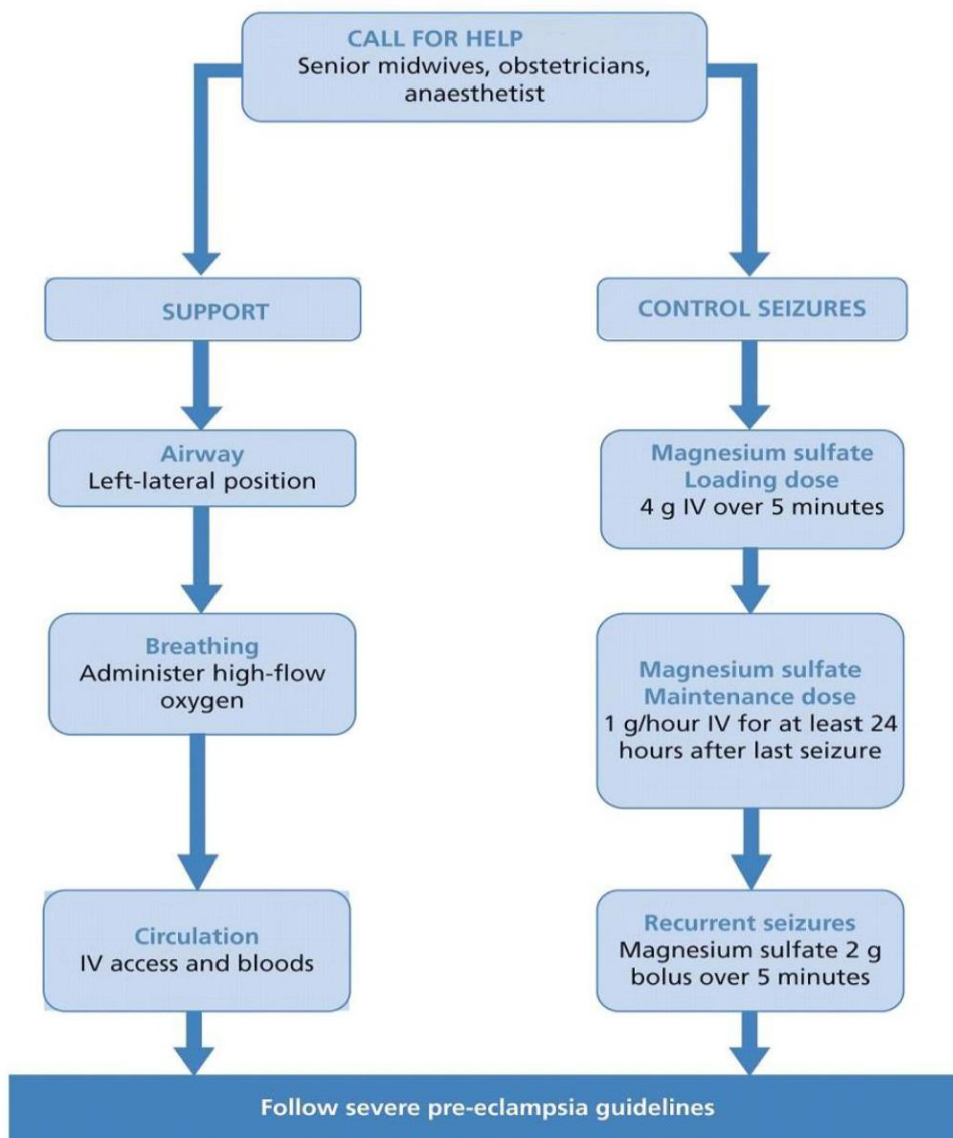 CALL FOR HELP
Senior midwives, obstetricians,
anaesthetist
SUPPORT
Airway
Left-lateral position
Breathing
Administer high-flow
oxygen
Circulation
IV access and bloods
CONTROL SEIZURES
Magnesium sulfate
Loading dose
4 g IV over 5 minutes
Magnesium sulfate
Maintenance dose
1 g/hour IV for at least 24
hours after last seizure
Recurrent seizures
Magnesium sulfate 2 g
bolus over 5 minutes
Follow severe pre-eclampsia guidelines